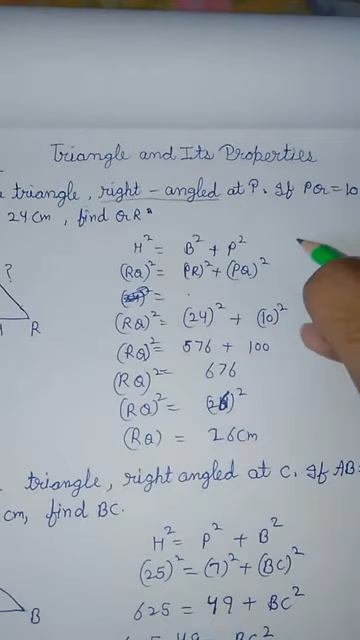 Triangle and Its Properties
triangle, right-angled at P. If PQ = 10
24 cm, find QR.
?
H² = B² + P²
(RQ)² = (PR)² + (PQ)²
(RQ)² = (24)² + (10)²
R
(RQ)² = 576 + 100
(RQ)² = 676
(RQ)² = (26)²
(RQ) = 26cm
triangle, right angled at C. If AB =
cm, find BC.
H² = P² + B²
(25)² = (7)² + (BC)²
625 = 49 + BC²
B